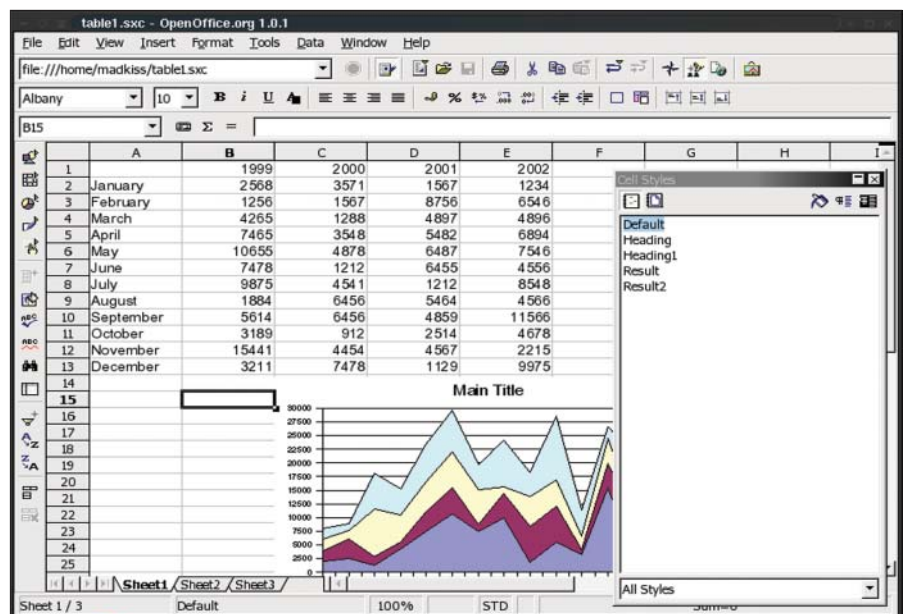 table1.sxc - OpenOffice.org 1.0.1
File Edit View Insert Format Tools Data Window Help
file:///home/madkiss/table1.sxc
Albany 10 B i U A %
B15 Σ =
A B C D E F G H I
1 1999 2000 2001 2002
2 January 2568 3571 1567 1234
3 February 1256 1567 8756 6546
4 March 4265 1288 4897 4896
5 April 7465 3548 5482 6894
6 May 10655 4878 6487 7546
7 June 7478 1212 6455 4556
8 July 9875 4541 1212 8548
9 August 1884 6456 5464 4566
10 September 5614 6456 4859 11566
11 October 3189 912 2514 4678
12 November 15441 4454 4567 2215
13 December 3211 7478 1129 9975
14
15
16
17
18
19
20
21
22
23
24
25
Main Title
30000
27500
25000
22500
20000
17500
15000
12500
10000
7500
5000
2500
0
Cell Styles
Default
Heading
Heading1
Result
Result2
All Styles
Sheet1 Sheet2 Sheet3
Sheet 1 / 3 Default 100% STD Sum=0